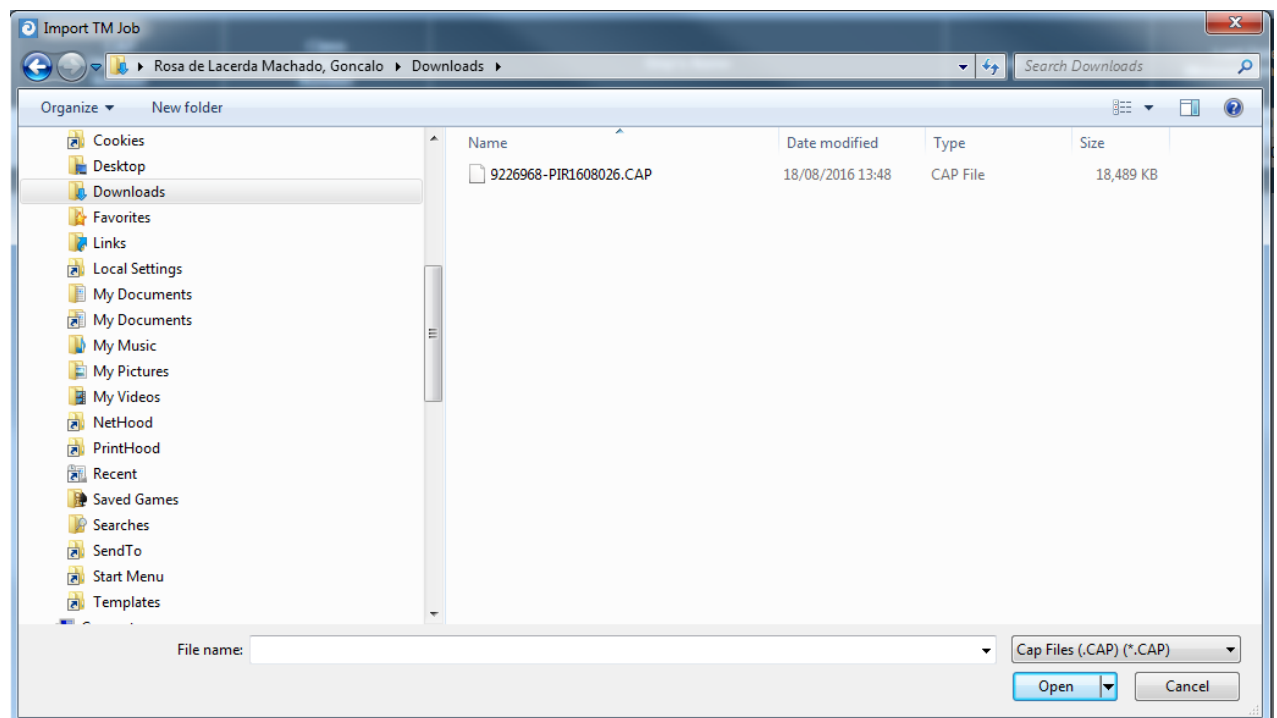 Import TM Job
Rosa de Lacerda Machado, Goncalo Downloads
Search Downloads
Organize New folder
Name Date modified Type Size
9226968-PIR1608026.CAP 18/08/2016 13:48 CAP File 18,489 KB
Cookies
Desktop
Downloads
Favorites
Links
Local Settings
My Documents
My Documents
My Music
My Pictures
My Videos
NetHood
PrintHood
Recent
Saved Games
Searches
SendTo
Start Menu
Templates
File name: Cap Files (.CAP) (*.CAP)
Open Cancel